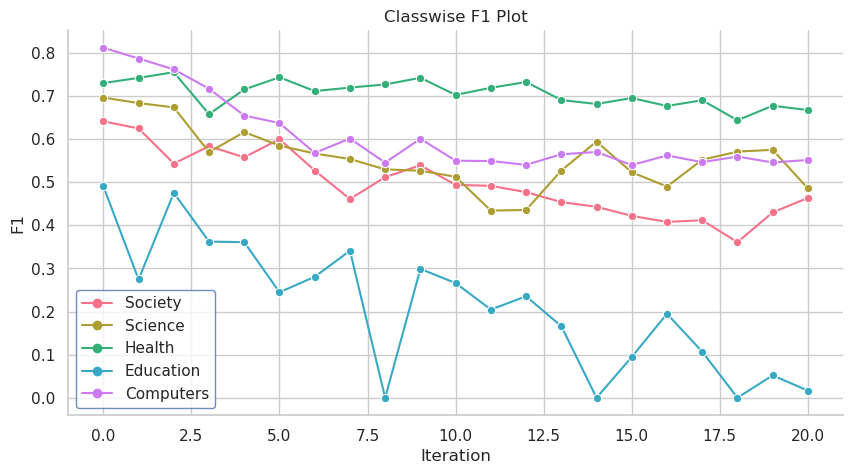 Classwise F1 Plot
F1
0.8
0.7
0.6
0.5
0.4
0.3
0.2
0.1
0.0
Society
Science
Health
Education
Computers
0.0 2.5 5.0 7.5 10.0 12.5 15.0 17.5 20.0
Iteration